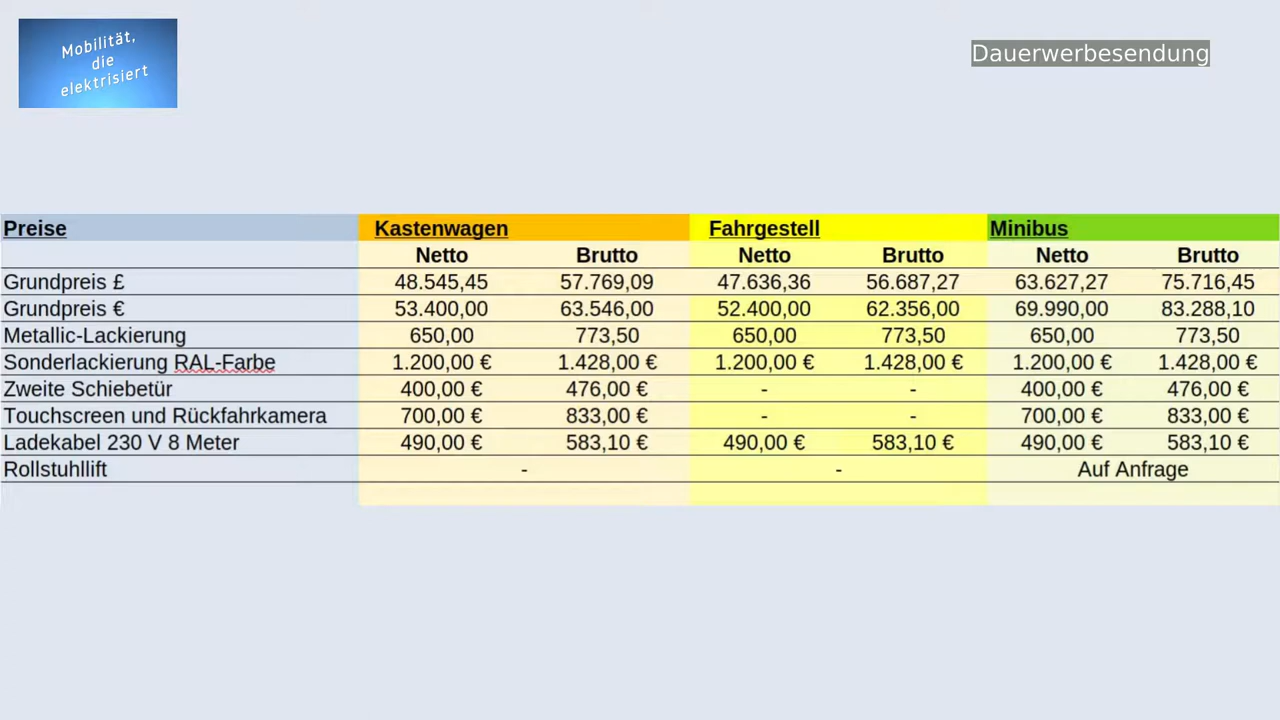 Mobilität,
die
elektrisiert
Dauerwerbesendung
Preise Kastenwagen Fahrgestell Minibus
Netto Brutto Netto Brutto Netto Brutto
Grundpreis £ 48.545,45 57.769,09 47.636,36 56.687,27 63.627,27 75.716,45
Grundpreis € 53.400,00 63.546,00 52.400,00 62.356,00 69.990,00 83.288,10
Metallic-Lackierung 650,00 773,50 650,00 773,50 650,00 773,50
Sonderlackierung RAL-Farbe 1.200,00 € 1.428,00 € 1.200,00 € 1.428,00 € 1.200,00 € 1.428,00 €
Zweite Schiebetür 400,00 € 476,00 € - - 400,00 € 476,00 €
Touchscreen und Rückfahrkamera 700,00 € 833,00 € - - 700,00 € 833,00 €
Ladekabel 230 V 8 Meter 490,00 € 583,10 € 490,00 € 583,10 € 490,00 € 583,10 €
Rollstuhllift - - Auf Anfrage